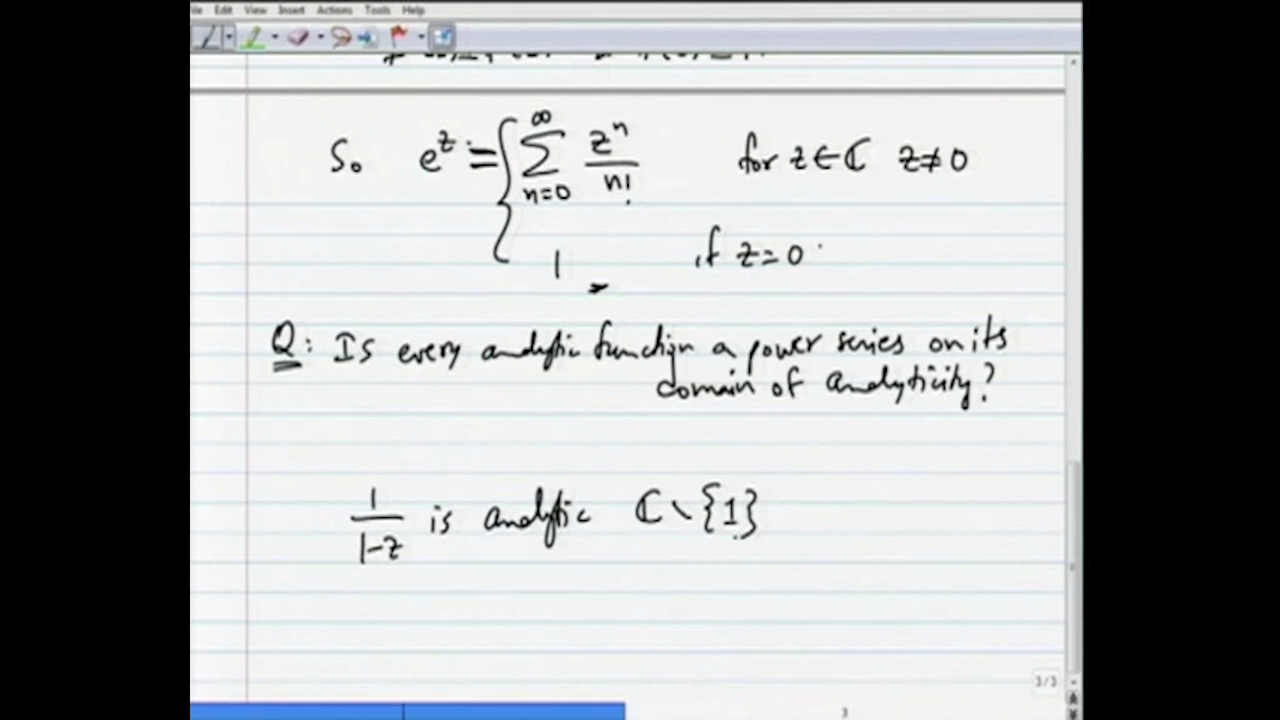 File Edit View Insert Actions Tools Help
So e^z = { ∑_{n=0}^{∞} z^n/n! for z ∈ ℂ z ≠ 0
1 if z = 0
Q: Is every analytic function a power series on its
domain of analyticity?
1/(1-z) is analytic ℂ \ {1}
3/3
3